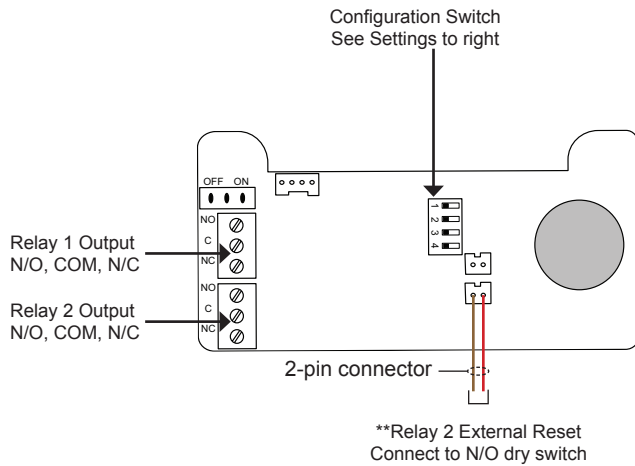 Configuration Switch
See Settings to right
OFF ON
1
2
3
4
NO
C
NC
Relay 1 Output
N/O, COM, N/C
NO
C
NC
Relay 2 Output
N/O, COM, N/C
2-pin connector
**Relay 2 External Reset
Connect to N/O dry switch